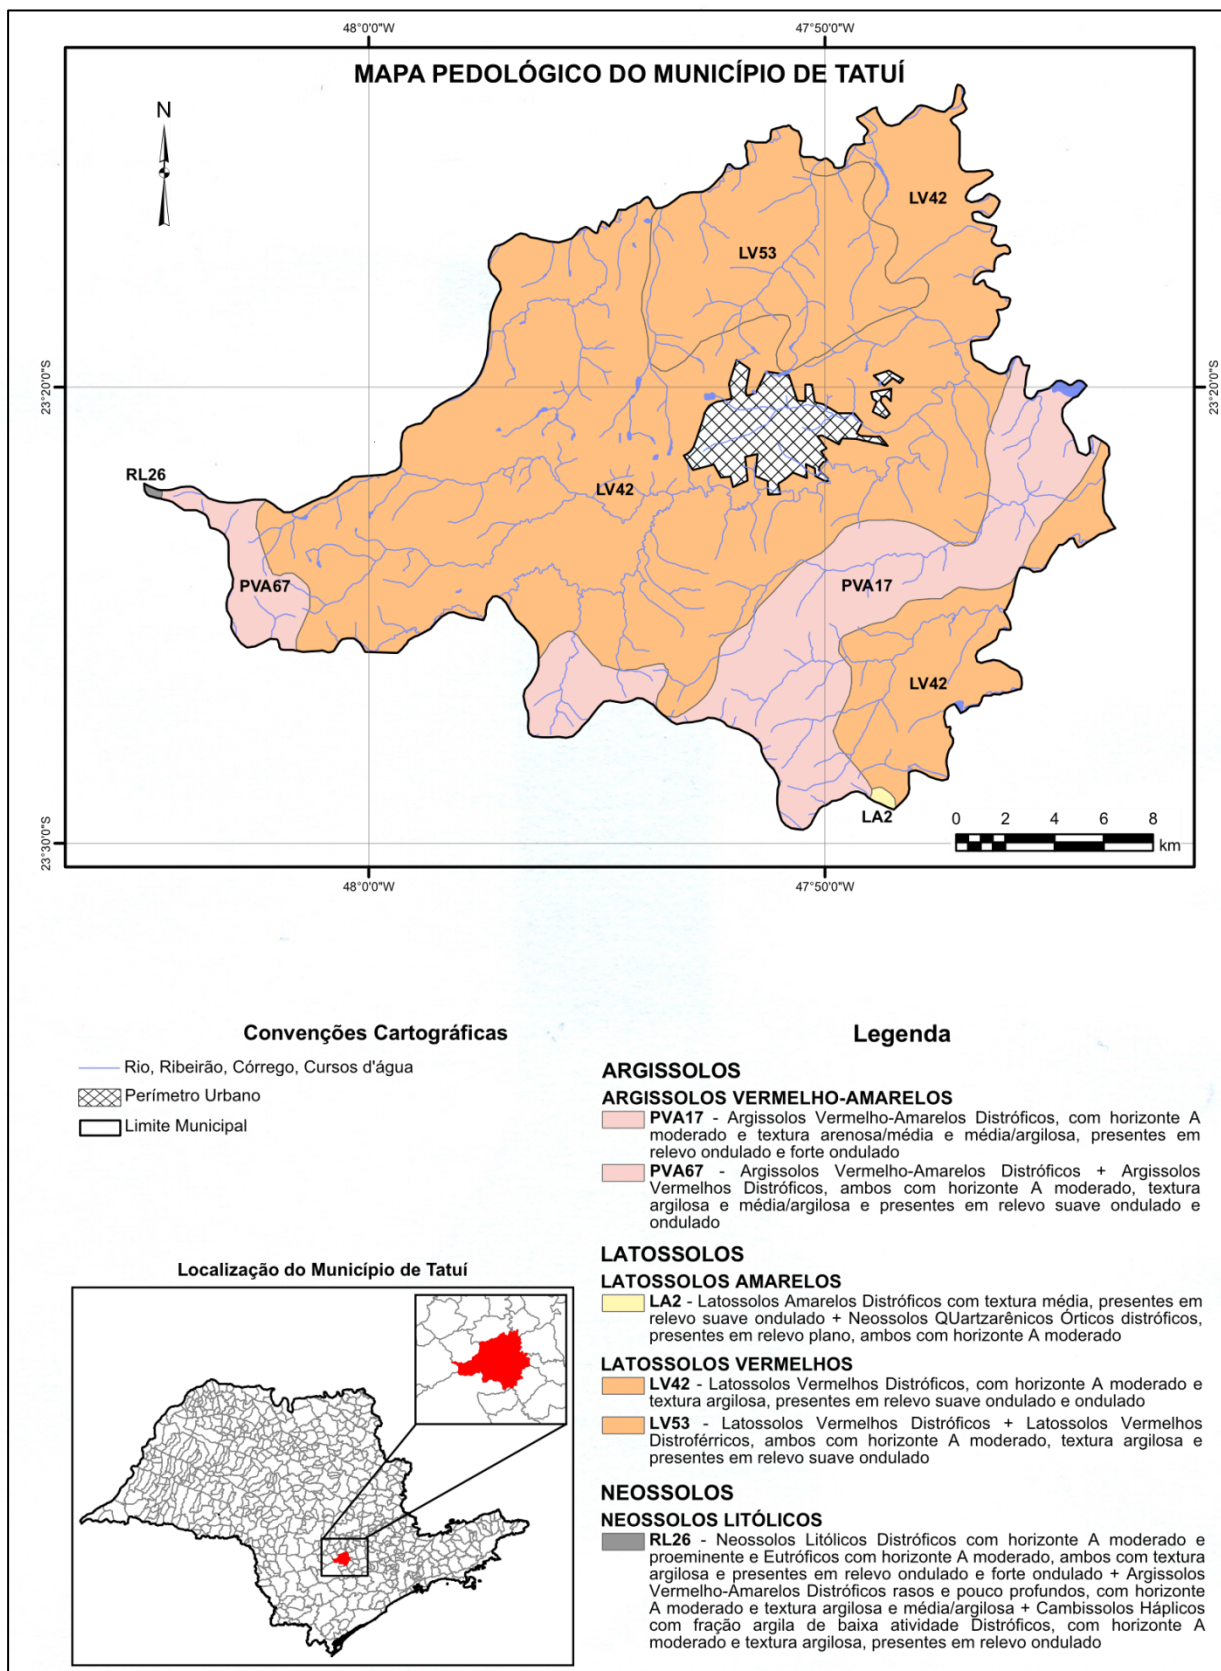 48°0'0"W
47°50'0"W
MAPA PEDOLÓGICO DO MUNICÍPIO DE TATUÍ
N
LV42
LV53
23°20'0"S
23°20'0"S
RL26
LV42
PVA67
PVA17
LV42
LA2
0 2 4 6 8
km
23°30'0"S
48°0'0"W
47°50'0"W
Convenções Cartográficas
Rio, Ribeirão, Córrego, Cursos d'água
Perímetro Urbano
Limite Municipal
Localização do Município de Tatuí
Legenda
ARGISSOLOS
ARGISSOLOS VERMELHO-AMARELOS
PVA17 - Argissolos Vermelho-Amarelos Distróficos, com horizonte A
moderado e textura arenosa/média e média/argilosa, presentes em
relevo ondulado e forte ondulado
PVA67 - Argissolos Vermelho-Amarelos Distróficos + Argissolos
Vermelhos Distróficos, ambos com horizonte A moderado, textura
argilosa e média/argilosa e presentes em relevo suave ondulado e
ondulado
LATOSSOLOS
LATOSSOLOS AMARELOS
LA2 - Latossolos Amarelos Distróficos com textura média, presentes em
relevo suave ondulado + Neossolos QUartzarênicos Órticos distróficos,
presentes em relevo plano, ambos com horizonte A moderado
LATOSSOLOS VERMELHOS
LV42 - Latossolos Vermelhos Distróficos, com horizonte A moderado e
textura argilosa, presentes em relevo suave ondulado e ondulado
LV53 - Latossolos Vermelhos Distróficos + Latossolos Vermelhos
Distroférricos, ambos com horizonte A moderado, textura argilosa e
presentes em relevo suave ondulado
NEOSSOLOS
NEOSSOLOS LITÓLICOS
RL26 - Neossolos Litólicos Distróficos com horizonte A moderado e
proeminente e Eutróficos com horizonte A moderado, ambos com textura
argilosa e presentes em relevo ondulado e forte ondulado + Argissolos
Vermelho-Amarelos Distróficos rasos e pouco profundos, com horizonte
A moderado e textura argilosa e média/argilosa + Cambissolos Háplicos
com fração argila de baixa atividade Distróficos, com horizonte A
moderado e textura argilosa, presentes em relevo ondulado